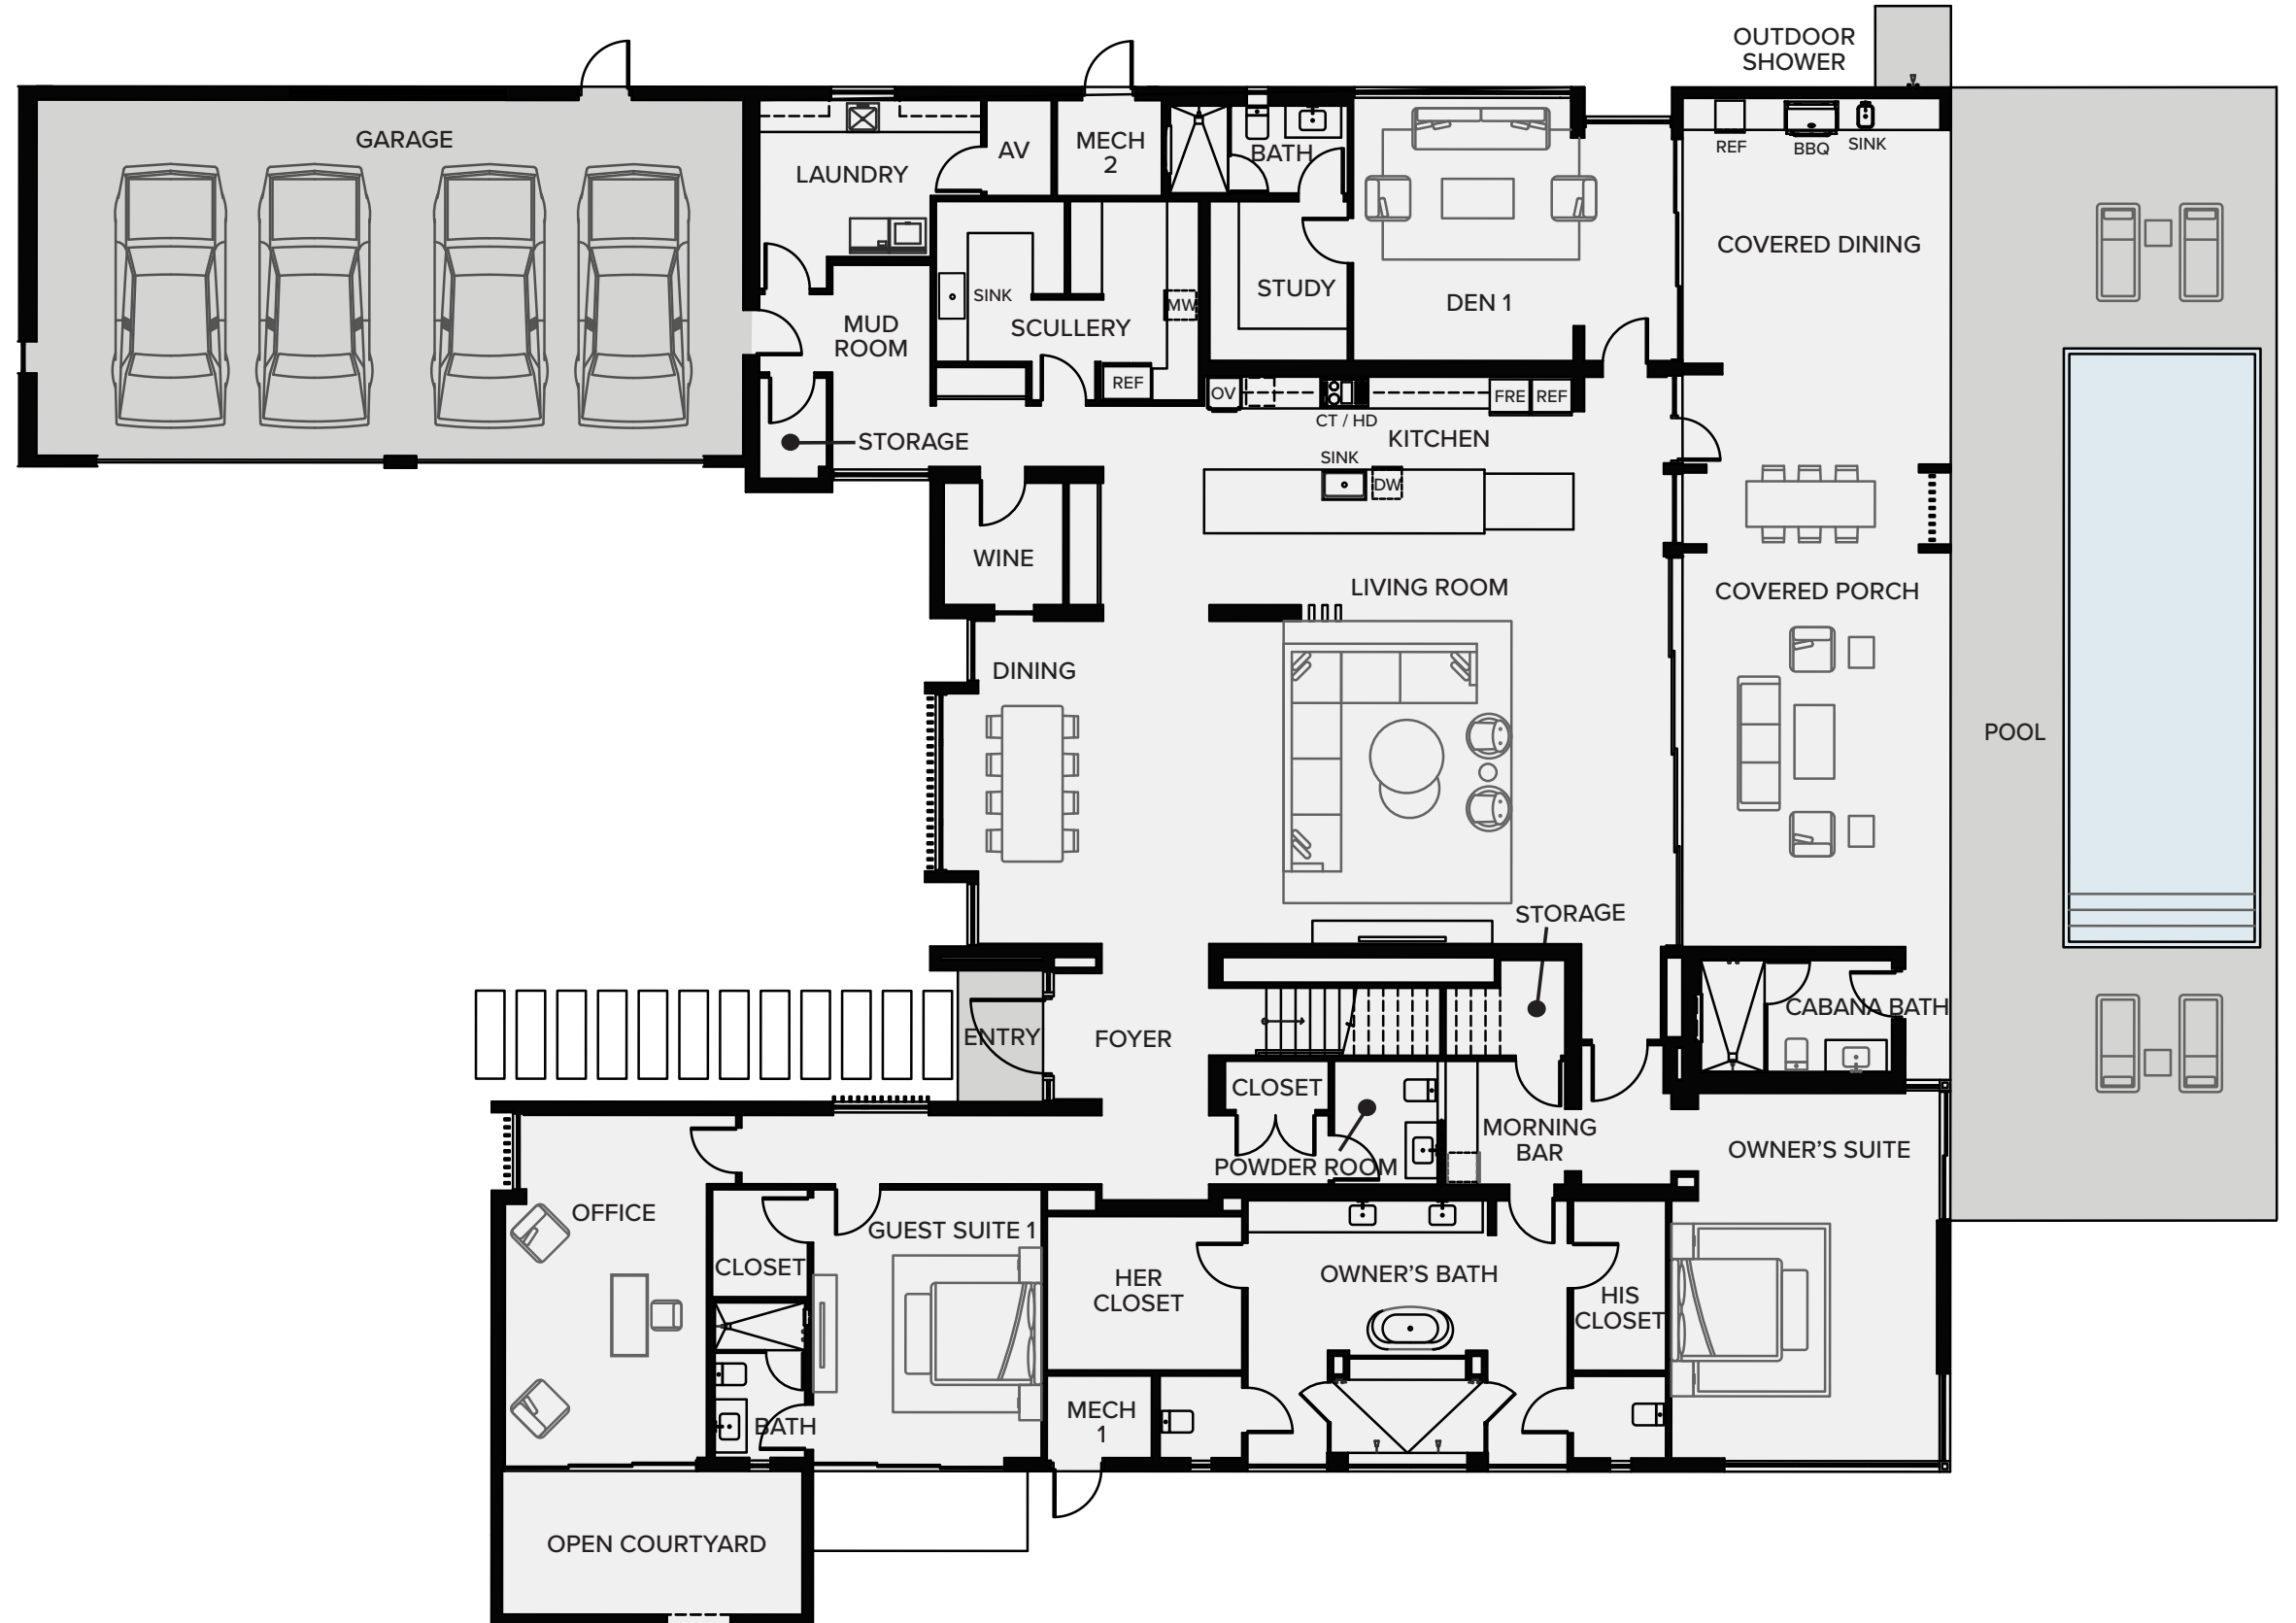 OUTDOOR
SHOWER
GARAGE
AV
MECH
2
BATH
LAUNDRY
REF
BBQ
SINK
COVERED DINING
SINK
STUDY
DEN 1
MW
SCULLERY
MUD
ROOM
REF
OV
CT / HD
FRE
REF
STORAGE
KITCHEN
SINK
DW
WINE
LIVING ROOM
COVERED PORCH
DINING
POOL
STORAGE
ENTRY
FOYER
CABANA BATH
CLOSET
MORNING
BAR
POWDER ROOM
OWNER'S SUITE
OFFICE
GUEST SUITE 1
CLOSET
HER
CLOSET
OWNER'S BATH
HIS
CLOSET
BATH
MECH
1
OPEN COURTYARD